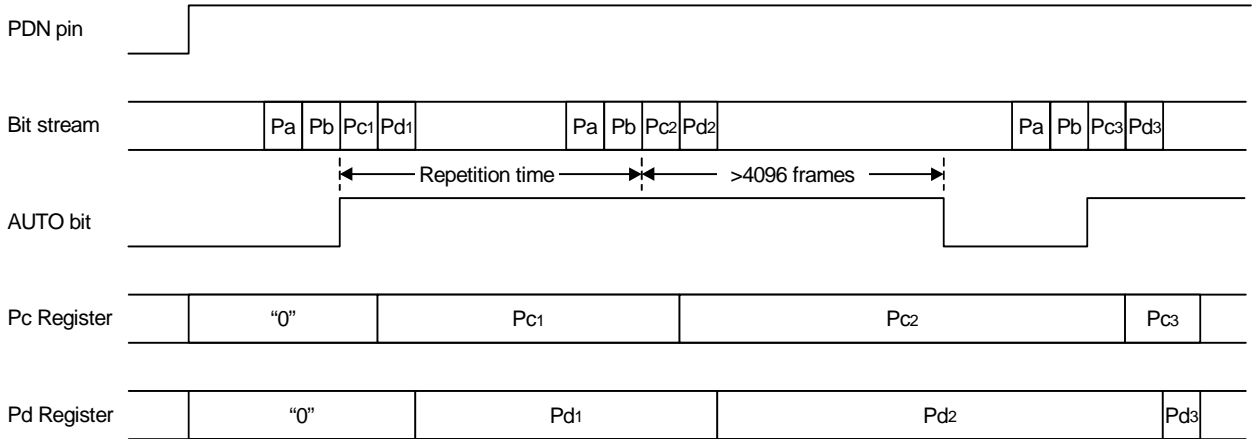 PDN pin
Bit stream Pa Pb Pc1 Pd1 Pa Pb Pc2 Pd2 Pa Pb Pc3 Pd3
Repetition time >4096 frames
AUTO bit
Pc Register “0” Pc1 Pc2 Pc3
Pd Register “0” Pd1 Pd2 Pd3